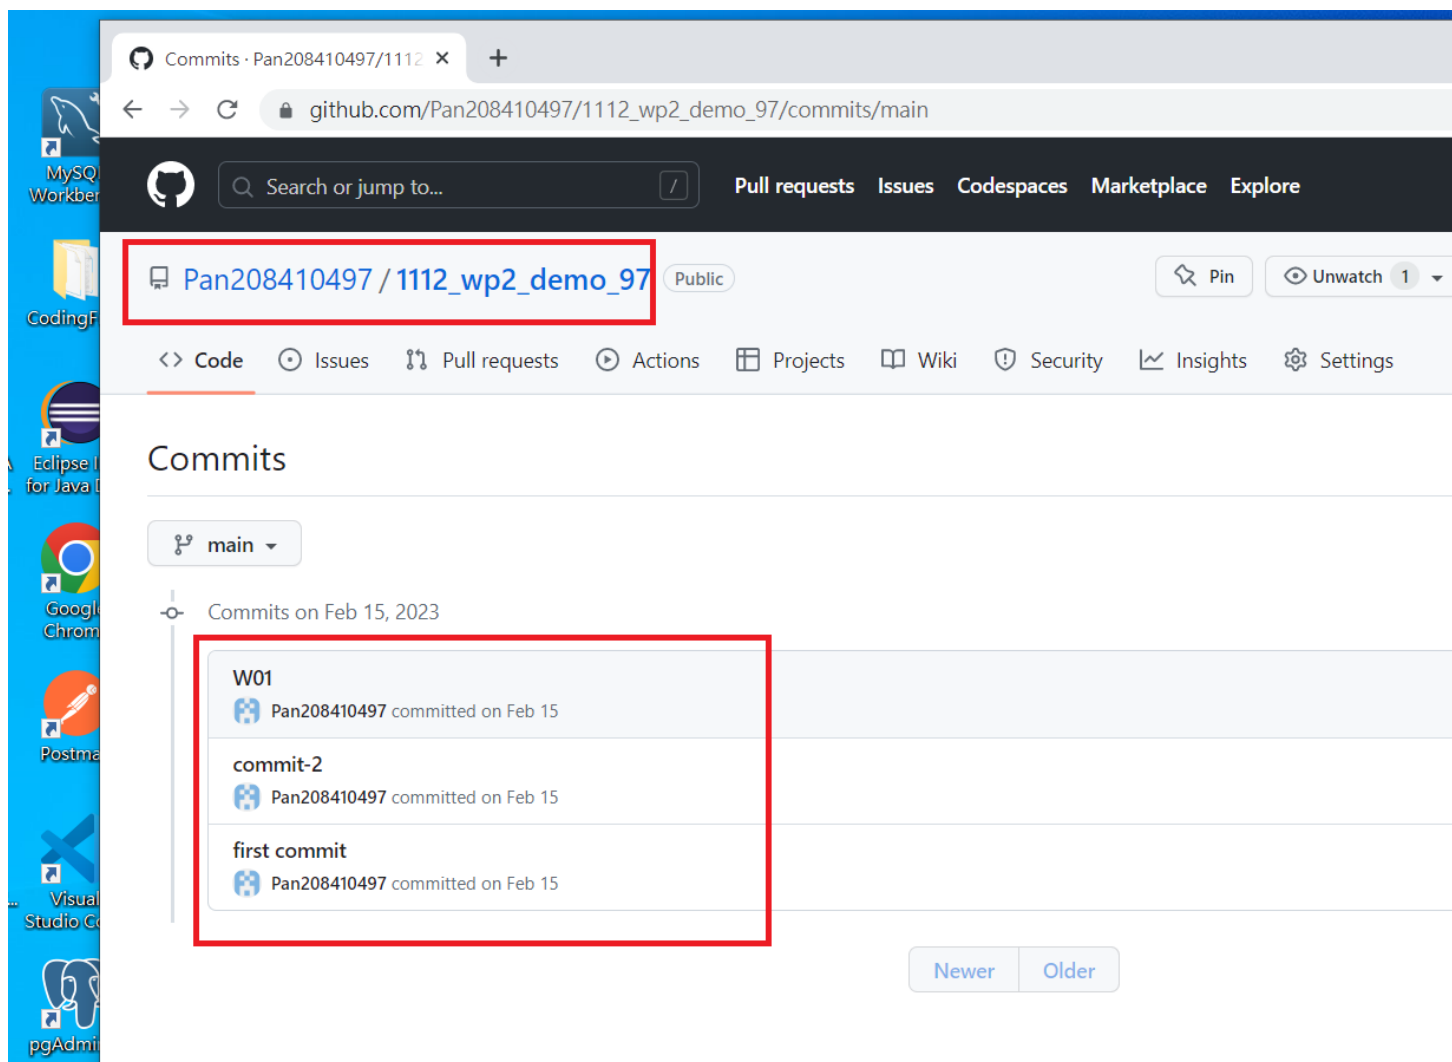 Commits · Pan208410497/1112
github.com/Pan208410497/1112_wp2_demo_97/commits/main
Search or jump to... /
Pull requests Issues Codespaces Marketplace Explore
Pan208410497 / 1112_wp2_demo_97 Public
Pin
Unwatch 1
Code Issues Pull requests Actions Projects Wiki Security Insights Settings
Commits
main
Commits on Feb 15, 2023
W01
Pan208410497 committed on Feb 15
commit-2
Pan208410497 committed on Feb 15
first commit
Pan208410497 committed on Feb 15
Newer Older
MySQ
Workber
CodingF
Eclipse I
for Java
Googl
Chrom
Postma
Visual
Studio C
pgAdmi